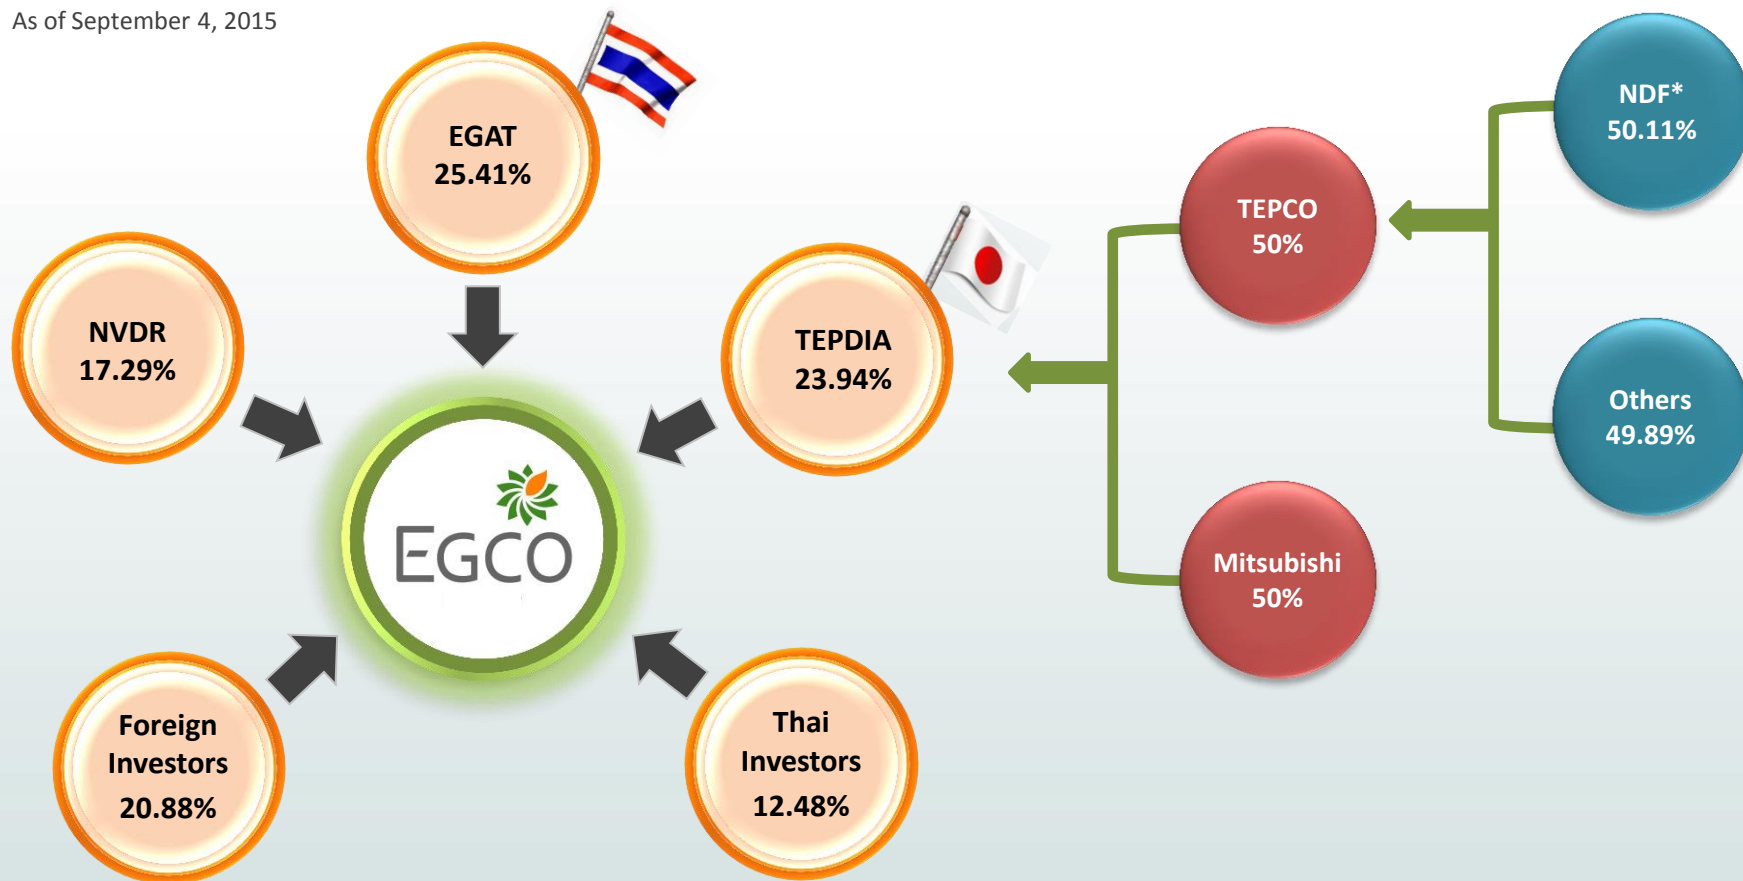 As of September 4, 2015
EGAT
25.41%
NVDR
17.29%
TEPDIA
23.94%
EGCO
Foreign
Investors
20.88%
Thai
Investors
12.48%
TEPCO
50%
Mitsubishi
50%
NDF*
50.11%
Others
49.89%